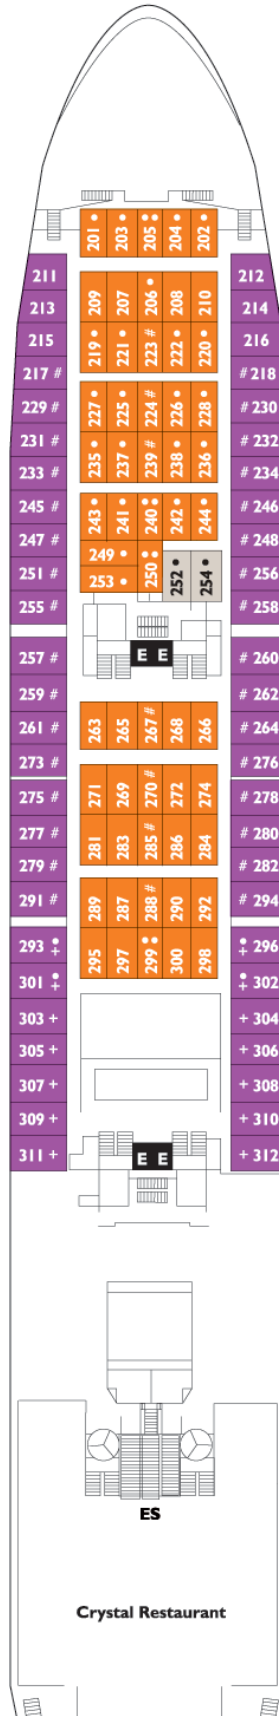 201 • 203 • 205 •• 204 • 202 •
211 209 207 206 • 208 210 212
213 214
215 219 • 221 • 223 # 222 • 220 • 216
217 # # 218
229 # 227 • 225 • 224 # 226 • 228 • # 230
231 # # 232
233 # 235 • 237 • 239 # 238 • 236 • # 234
245 # 243 • 241 • 240 •• 242 • 244 • # 246
247 # # 248
249 •
251 # 253 • 250 •• 252 • 254 • # 256
255 # # 258
E E
257 # # 260
259 # # 262
261 # 263 265 267 # 268 266 # 264
273 # # 276
275 # 271 269 270 # 272 274 # 278
277 # 281 283 285 # 286 284 # 280
279 # # 282
291 # 289 287 288 # 290 292 # 294
293 •+ 295 297 299 •• 300 298 •+ 296
301 •+ •+ 302
303 + + 304
305 + + 306
307 + + 308
309 + + 310
311 + E E + 312
ES
Crystal Restaurant